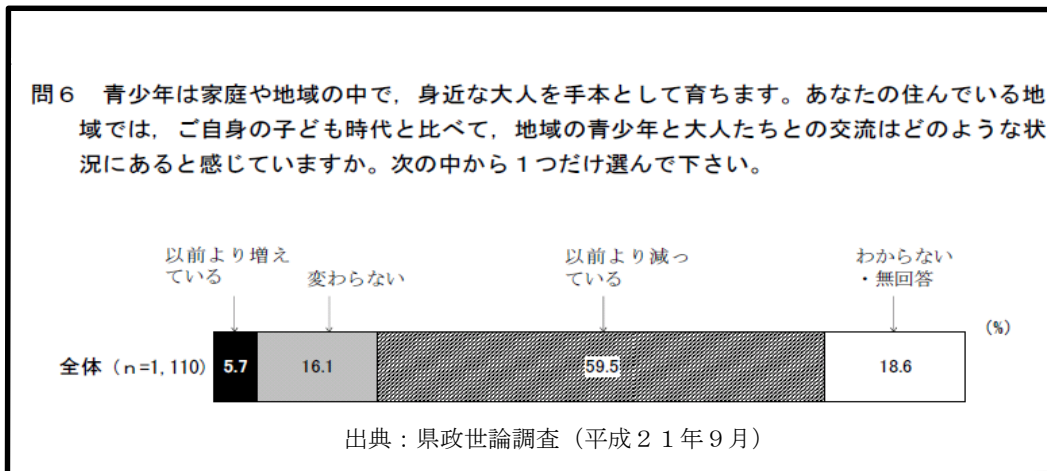 問６　青少年は家庭や地域の中で，身近な大人を手本として育ちます。あなたの住んでいる地
域では，ご自身の子ども時代と比べて，地域の青少年と大人たちとの交流はどのような状
況にあると感じていますか。次の中から１つだけ選んで下さい。
以前より増え
ている
変わらない
以前より減っ
ている
わからない
・無回答
(%)
全体（n=1,110） 5.7 16.1 59.5 18.6
出典：県政世論調査（平成２１年９月）